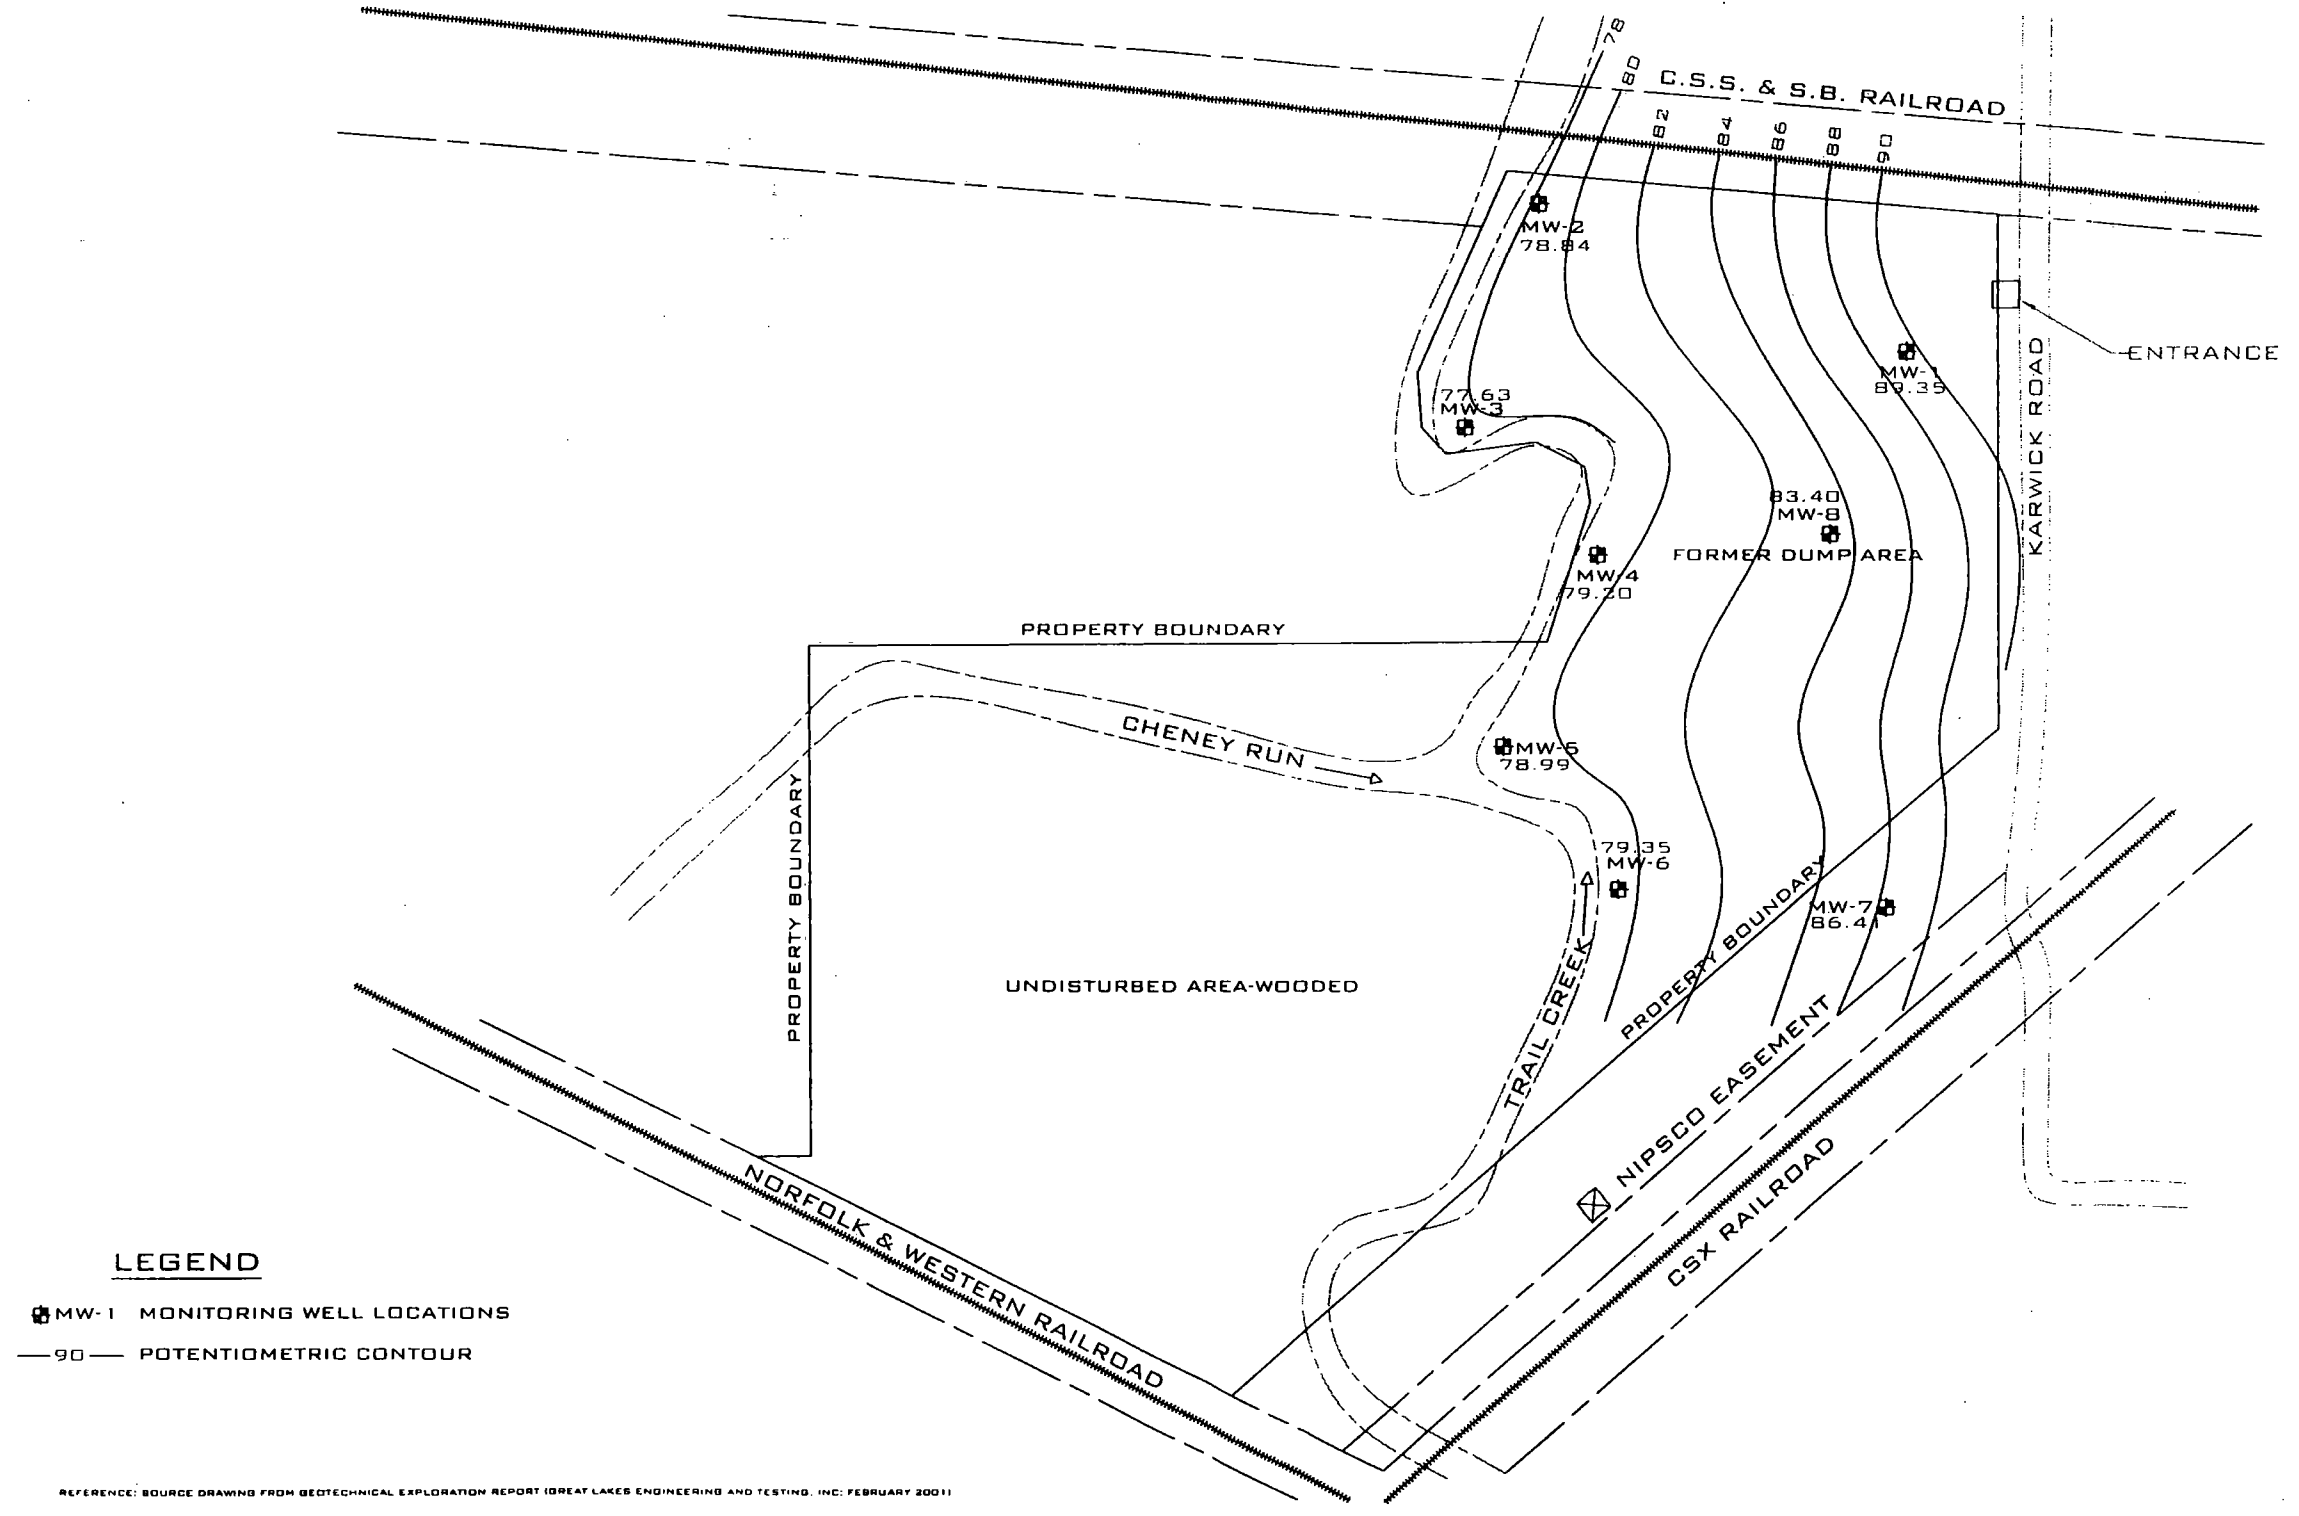 78
80
C.S.S. & S.B. RAILROAD
82
84
86
88
90
MW-2
78.84
ENTRANCE
MW-1
89.35
KARWICK ROAD
77.63
MW-3
83.40
MW-8
FORMER DUMP AREA
MW-4
79.20
PROPERTY BOUNDARY
CHENEY RUN
MW-5
78.99
PROPERTY BOUNDARY
79.35
MW-6
PROPERTY BOUNDARY
MW-7
86.41
UNDISTURBED AREA-WOODED
TRAIL CREEK
NIPSCO EASEMENT
CSX RAILROAD
NORFOLK & WESTERN RAILROAD
LEGEND
MW-1 MONITORING WELL LOCATIONS
90 POTENTIOMETRIC CONTOUR
REFERENCE: SOURCE DRAWING FROM GEOTECHNICAL EXPLORATION REPORT (GREAT LAKES ENGINEERING AND TESTING, INC; FEBRUARY 2001)